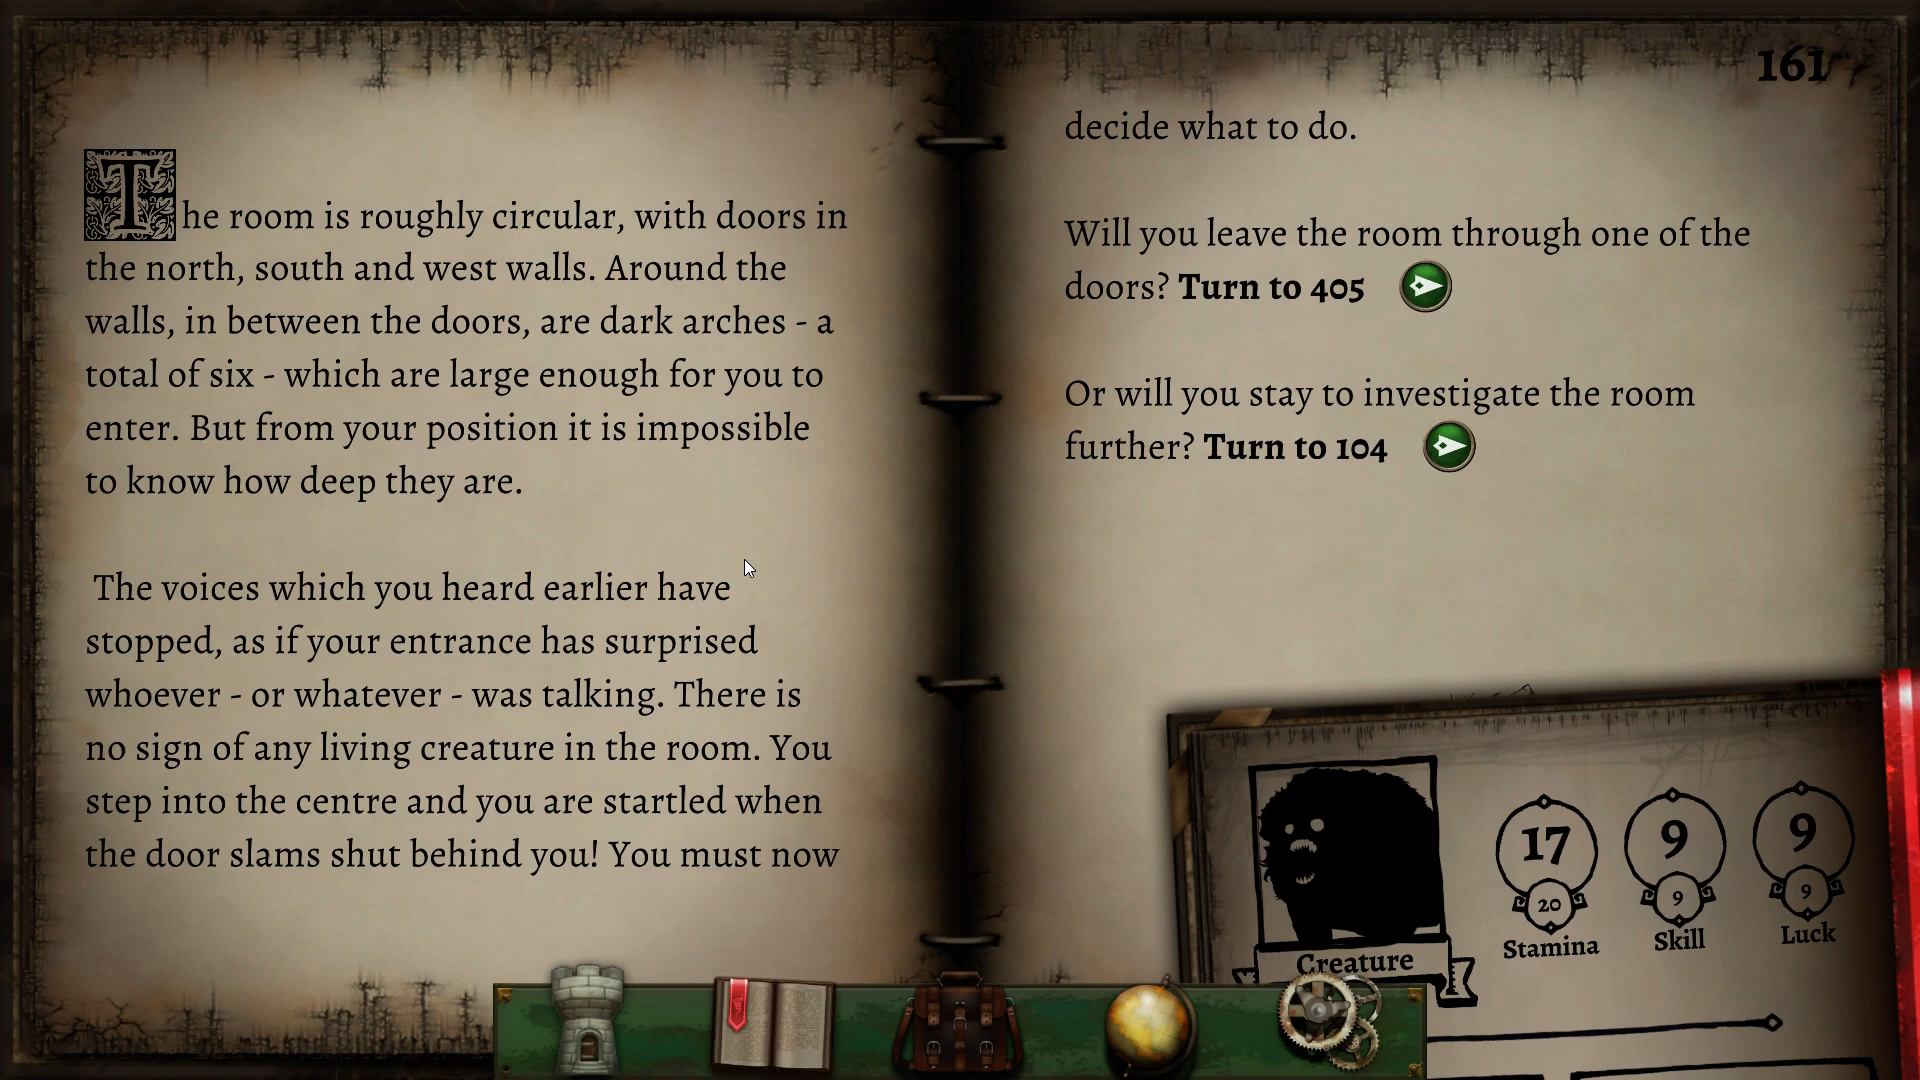 161
The room is roughly circular, with doors in
the north, south and west walls. Around the
walls, in between the doors, are dark arches - a
total of six - which are large enough for you to
enter. But from your position it is impossible
to know how deep they are.
The voices which you heard earlier have
stopped, as if your entrance has surprised
whoever - or whatever - was talking. There is
no sign of any living creature in the room. You
step into the centre and you are startled when
the door slams shut behind you! You must now
decide what to do.
Will you leave the room through one of the
doors? Turn to 405
Or will you stay to investigate the room
further? Turn to 104
17
9
9
20
9
9
Stamina
Skill
Luck
Creature